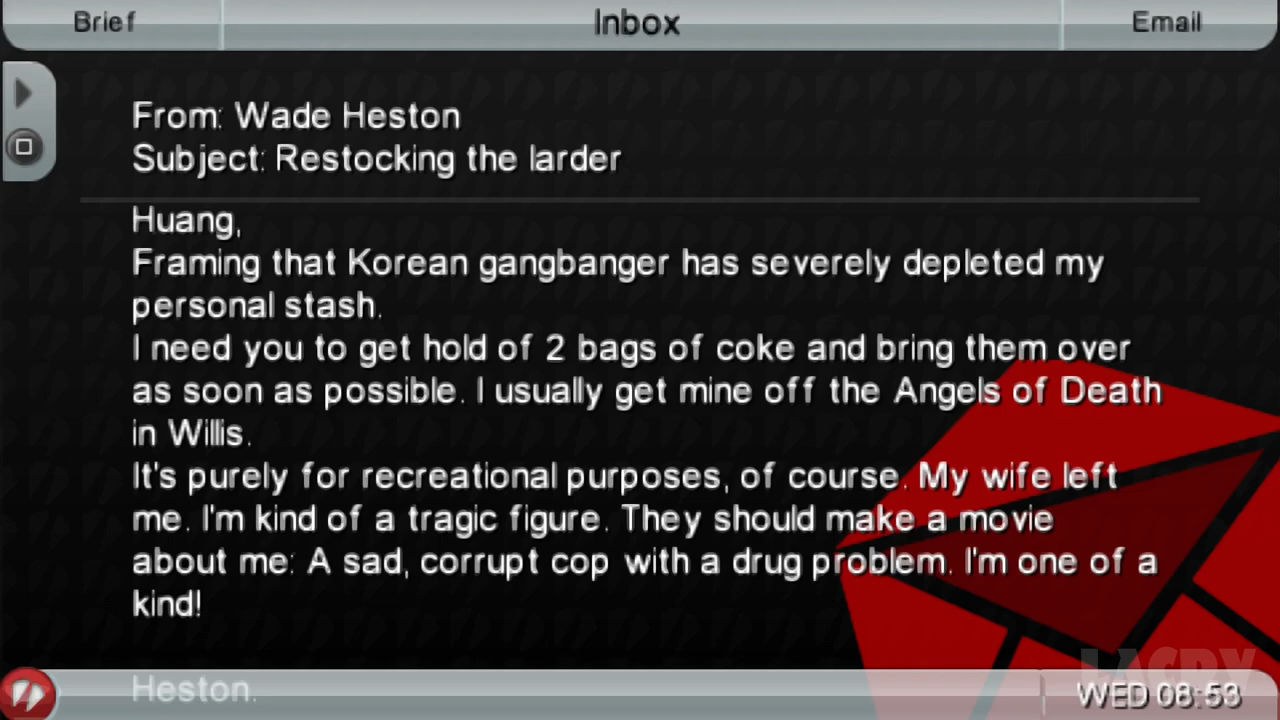 Brief
Inbox
Email
From: Wade Heston
Subject: Restocking the larder
Huang,
Framing that Korean gangbanger has severely depleted my
personal stash.
I need you to get hold of 2 bags of coke and bring them over
as soon as possible. I usually get mine off the Angels of Death
in Willis.
It's purely for recreational purposes, of course. My wife left
me. I'm kind of a tragic figure. They should make a movie
about me: A sad, corrupt cop with a drug problem. I'm one of a
kind!
Heston.
WED 08:53